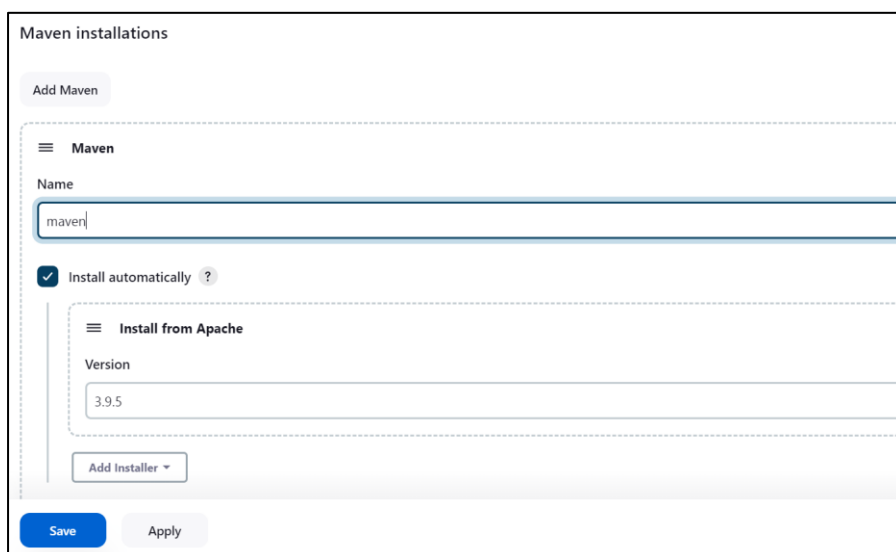 Maven installations
Add Maven
Maven
Name
maven
Install automatically ?
Install from Apache
Version
3.9.5
Add Installer
Save Apply